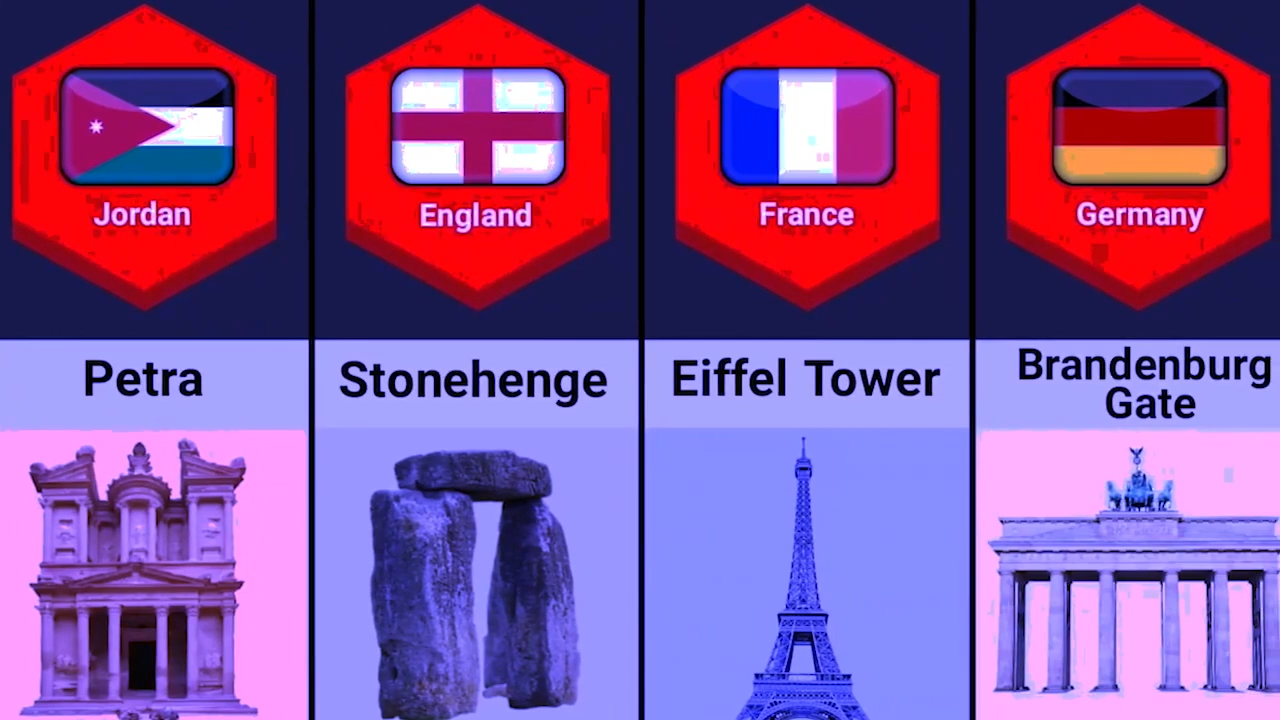 Jordan
England
France
Germany
Petra
Stonehenge
Eiffel Tower
Brandenburg
Gate